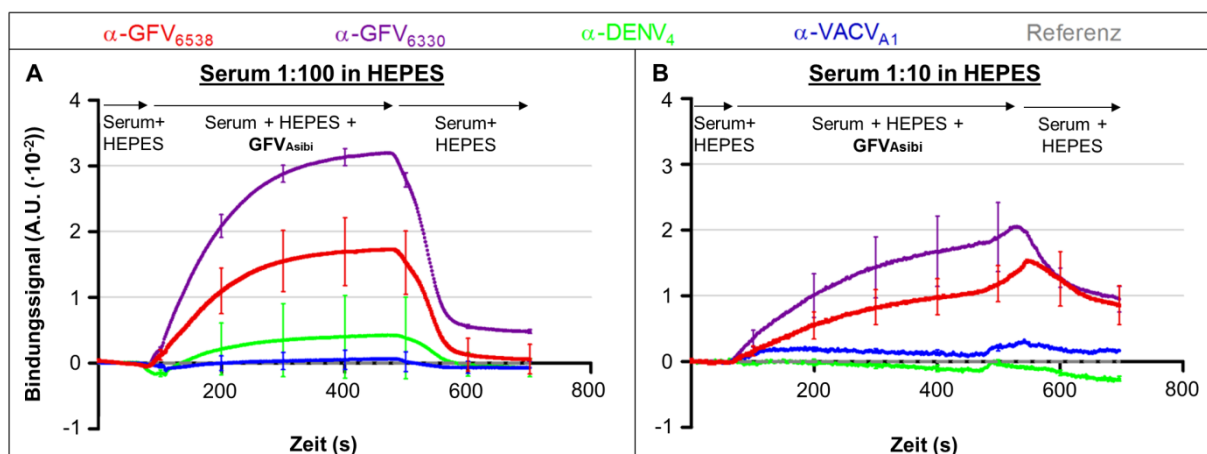 α-GFV6538 α-GFV6330 α-DENV4 α-VACVA1 Referenz
A Serum 1:100 in HEPES
Bindungssignal (A.U. (·10-2))
4
3
2
1
0
-1
Serum+
HEPES
Serum + HEPES +
GFVAsibi
Serum+
HEPES
200 400 600 800
Zeit (s)
B Serum 1:10 in HEPES
4
3
2
1
0
-1
Serum+
HEPES
Serum + HEPES +
GFVAsibi
Serum +
HEPES
200 400 600 800
Zeit (s)